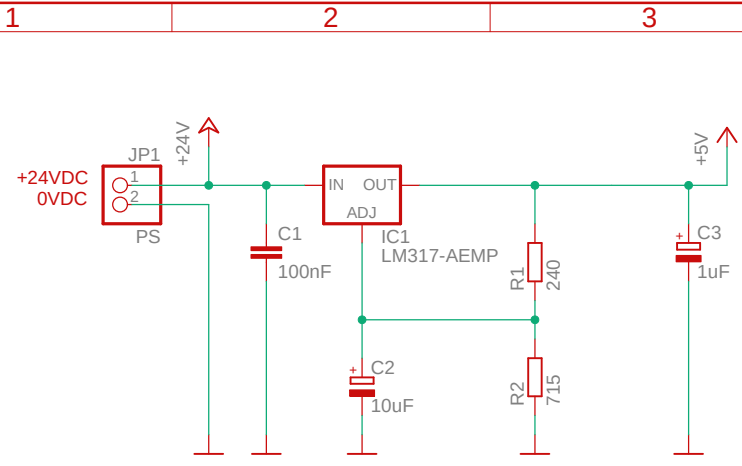 1 2 3
+24V
+5V
JP1
+24VDC 1
0VDC 2
PS
IN OUT
ADJ
IC1
LM317-AEMP
C1
100nF
R1
240
C3
+
1uF
C2
+
10uF
R2
715